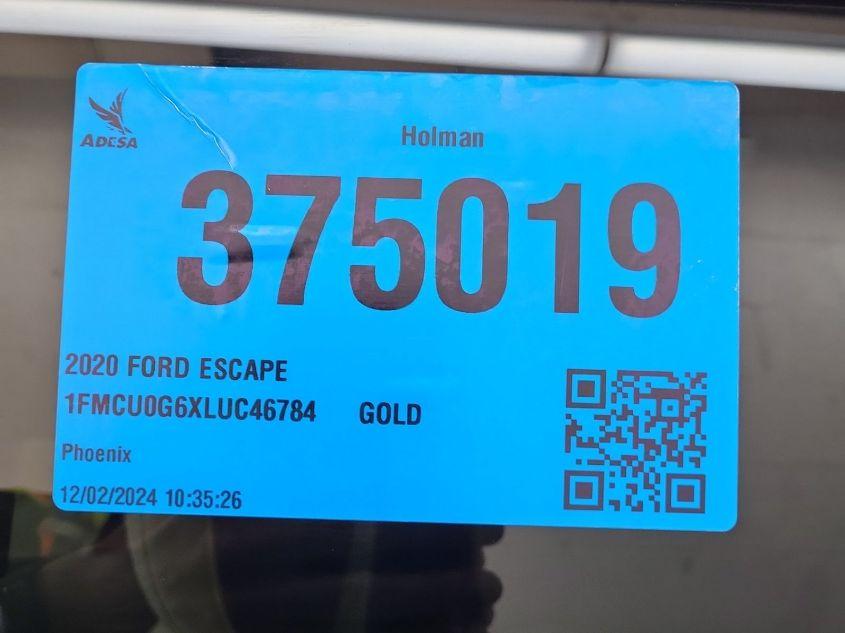 ADESA
Holman
375019
2020 FORD ESCAPE
1FMCU0G6XLUC46784 GOLD
Phoenix
12/02/2024 10:35:26